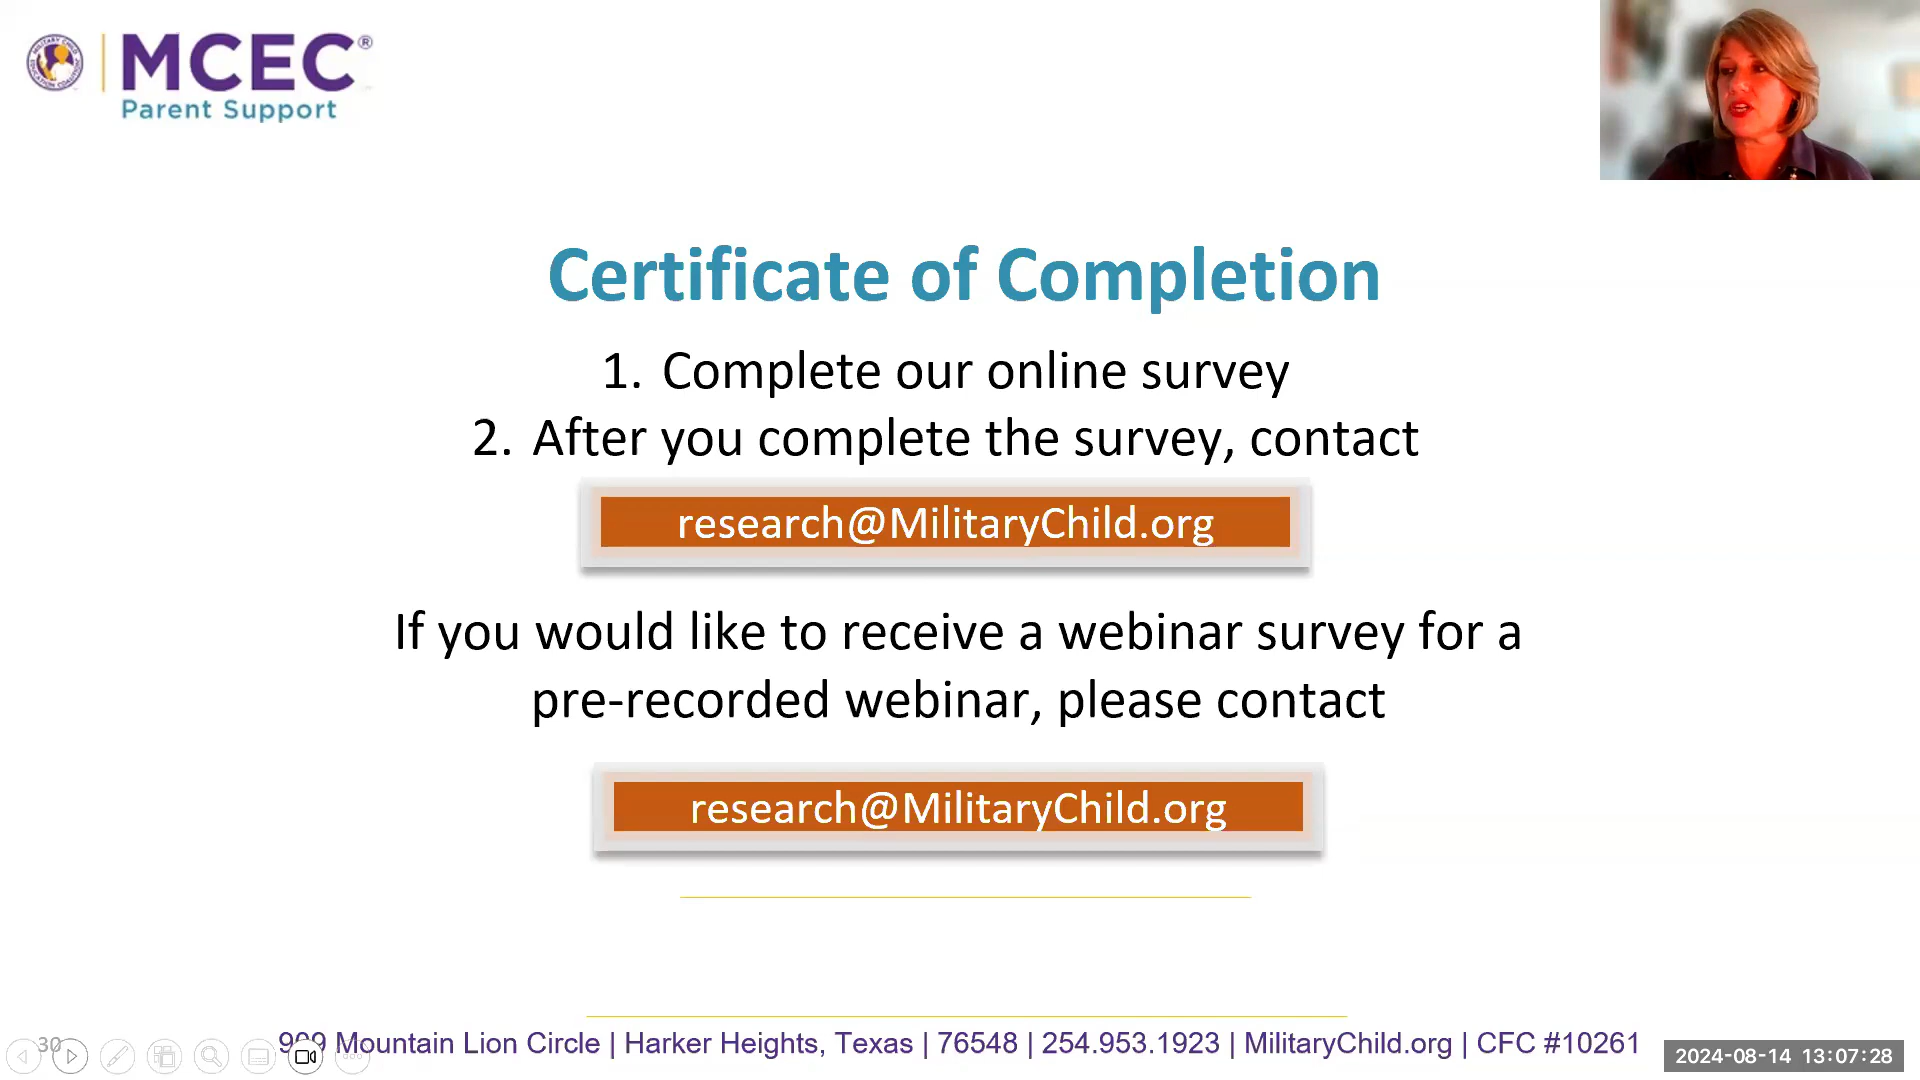 MCEC®
Parent Support
Certificate of Completion
1. Complete our online survey
2. After you complete the survey, contact
research@MilitaryChild.org
If you would like to receive a webinar survey for a
pre-recorded webinar, please contact
research@MilitaryChild.org
30
Mountain Lion Circle | Harker Heights, Texas | 76548 | 254.953.1923 | MilitaryChild.org | CFC #10261
2024-08-14 13:07:28